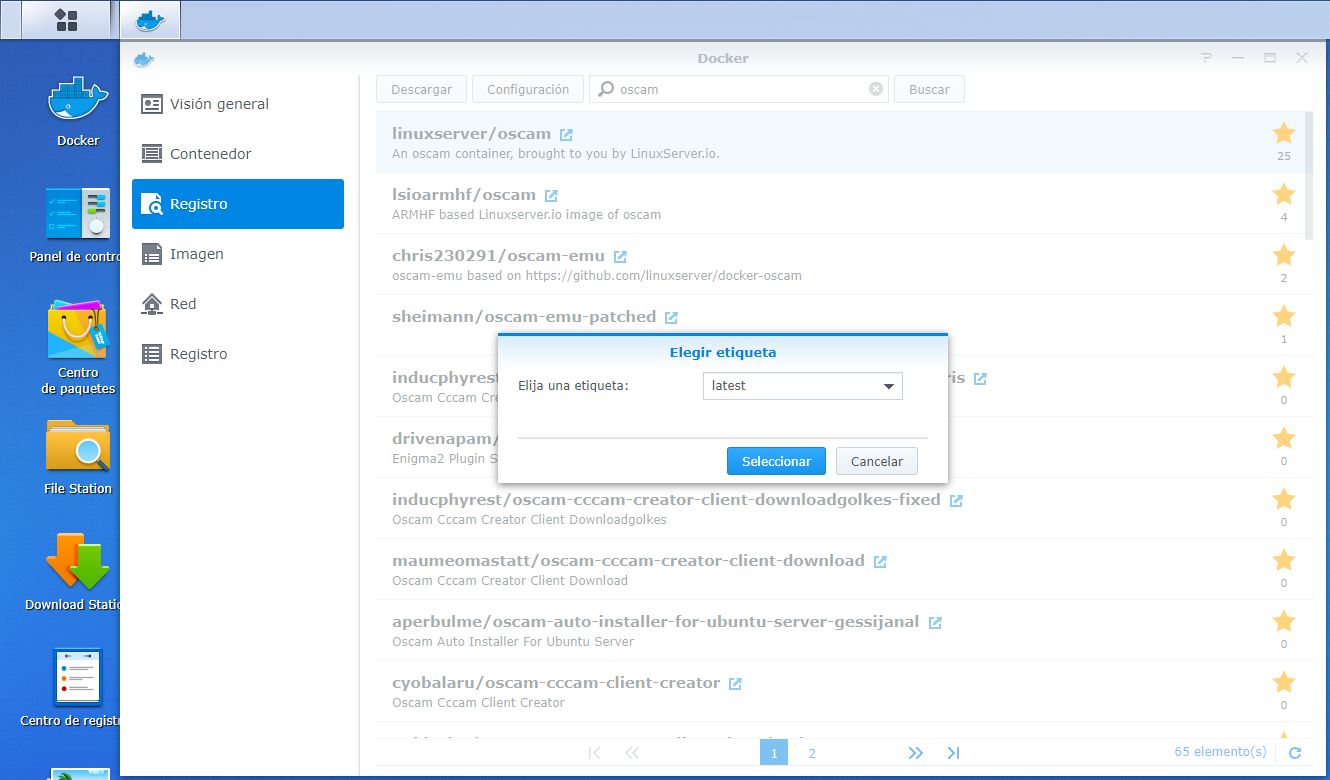 Docker
Panel de contro
Centro
de paquetes
File Station
Download Static
Centro de registr
Docker
Visión general
Contenedor
Registro
Imagen
Red
Registro
Descargar
Configuración
oscam
Buscar
linuxserver/oscam
An oscam container, brought to you by LinuxServer.io.
25
lsioarmhf/oscam
ARMHF based Linuxserver.io image of oscam
4
chris230291/oscam-emu
oscam-emu based on https://github.com/linuxserver/docker-oscam
2
sheimann/oscam-emu-patched
1
inducphyrest
ris
Oscam Cccam Cre
0
drivenapam/
Enigma2 Plugin S
0
Elegir etiqueta
Elija una etiqueta:
latest
Seleccionar
Cancelar
inducphyrest/oscam-cccam-creator-client-downloadgolkes-fixed
Oscam Cccam Creator Client Downloadgolkes
0
maumeomastatt/oscam-cccam-creator-client-download
Oscam Cccam Creator Client Download
0
aperbulme/oscam-auto-installer-for-ubuntu-server-gessijanal
Oscam Auto Installer For Ubuntu Server
0
cyobalaru/oscam-cccam-client-creator
Oscam Cccam Client Creator
0
1
2
65 elemento(s)